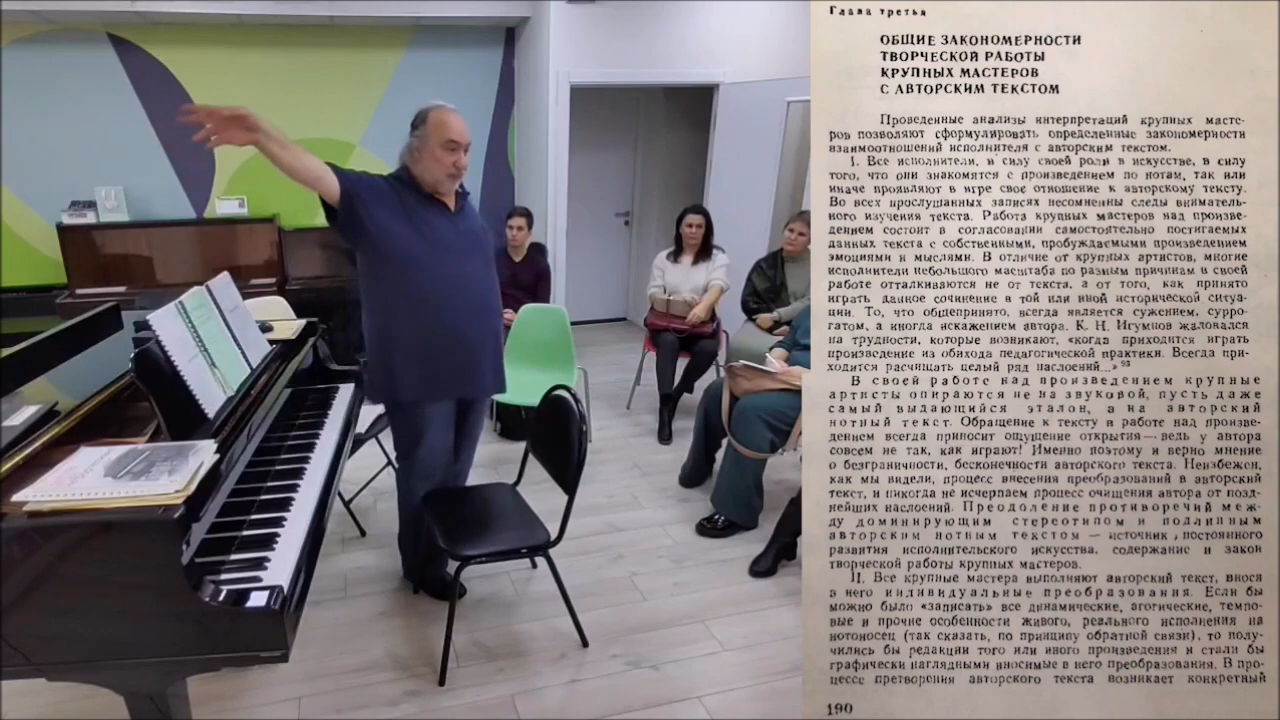 Глава третья
ОБЩИЕ ЗАКОНОМЕРНОСТИ
ТВОРЧЕСКОЙ РАБОТЫ
КРУПНЫХ МАСТЕРОВ
С АВТОРСКИМ ТЕКСТОМ
Проведенные анализы интерпретаций крупных масте-
ров позволяют сформулировать определенные закономерности
взаимоотношений исполнителя с авторским текстом.
I. Все исполнители, в силу своей роли в искусстве, в силу
того, что они знакомятся с произведением по нотам, так или
иначе проявляют в игре свое отношение к авторскому тексту.
Во всех прослушанных записях несомненны следы вниматель-
ного изучения текста. Работа крупных мастеров над произве-
дением состоит в согласовании самостоятельно постигаемых
данных текста с собственными, пробуждаемыми произведением
эмоциями и мыслями. В отличие от крупных артистов, многие
исполнители небольшого масштаба по разным причинам в своей
работе отталкиваются не от текста, а от того, как принято
играть данное сочинение в той или иной исторической ситуа-
ции. То, что общепринято, всегда является сужением, сурро-
гатом, а иногда искажением автора. К. Н. Игумнов жаловался
на трудности, которые возникают, «когда приходится играть
произведение из обихода педагогической практики. Всегда при-
ходится расчищать целый ряд наслоений...» 93
В своей работе над произведением крупные
артисты опираются не на звуковой, пусть даже
самый выдающийся эталон, а на авторский
нотный текст. Обращение к тексту в работе над произве-
дением всегда приносит ощущение открытия — ведь у автора
совсем не так, как играют! Именно поэтому и верно мнение
о безграничности, бесконечности авторского текста. Неизбежен,
как мы видели, процесс внесения преобразований в авторский
текст, и никогда не исчерпаем процесс очищения автора от позд-
нейших наслоений. Преодоление противоречий меж-
ду доминирующим стереотипом и подлинным
авторским нотным текстом — источник постоянного
развития исполнительского искусства, содержание и закон
творческой работы крупных мастеров.
II. Все крупные мастера выполняют авторский текст, внося
в него индивидуальные преобразования. Если бы
можно было «записать» все динамические, агогические, темпо-
вые и прочие особенности живого, реального исполнения на
нотоносец (так сказать, по принципу обратной связи), то полу-
чились бы редакции того или иного произведения и стали бы
графически наглядными вносимые в него преобразования. В про-
цессе претворения авторского текста возникает конкретный
190